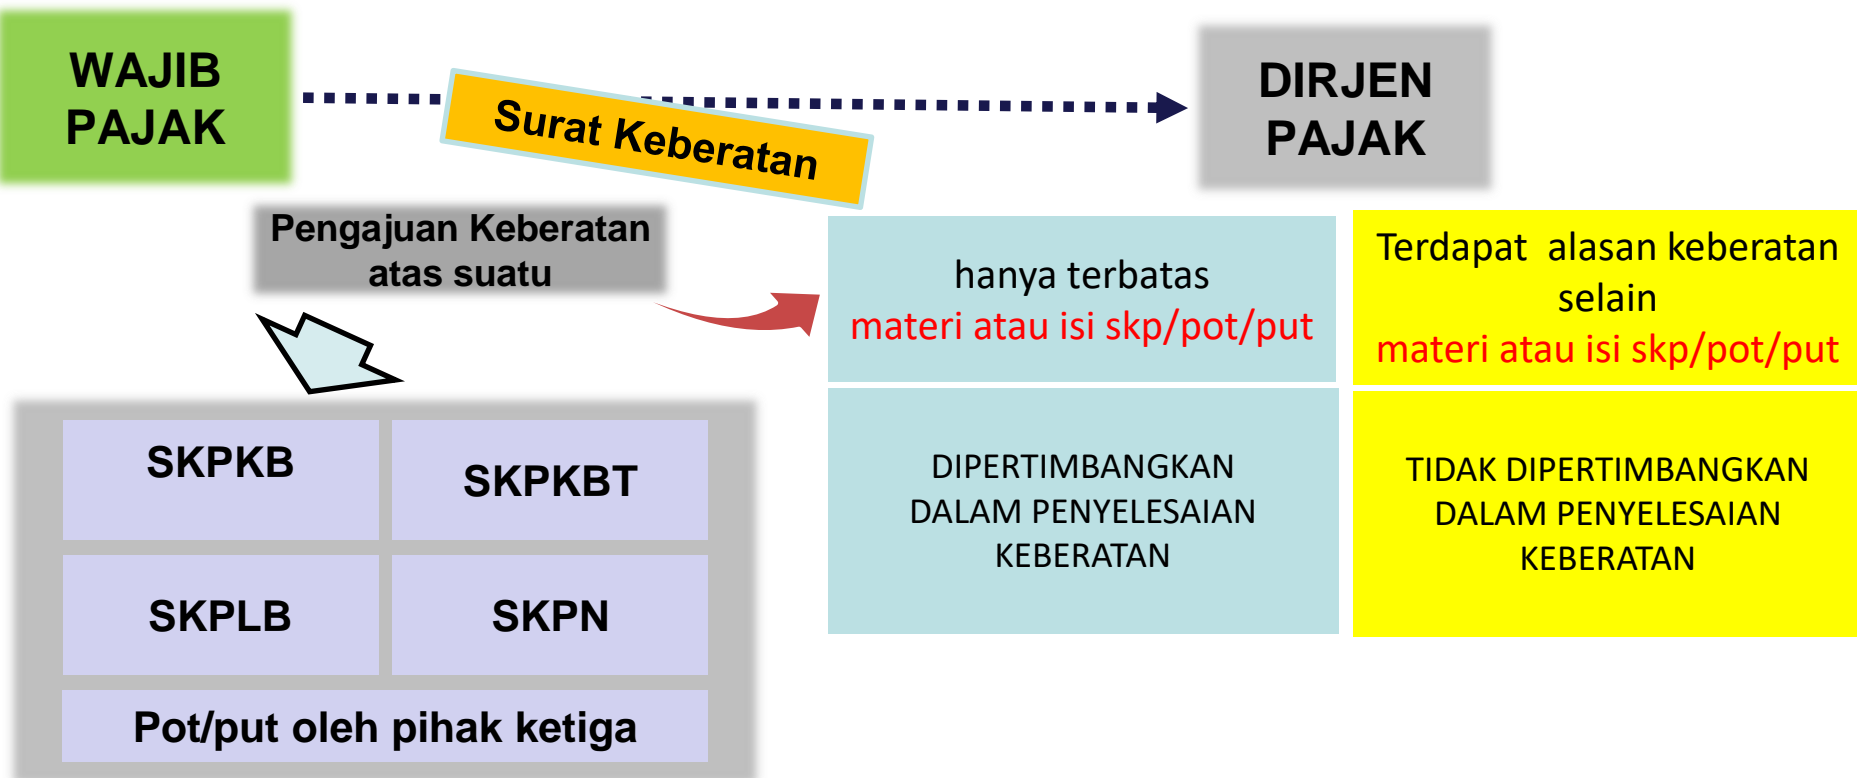 WAJIB
PAJAK
Surat Keberatan
DIRJEN
PAJAK
Pengajuan Keberatan
atas suatu
SKPKB
SKPKBT
SKPLB
SKPN
Pot/put oleh pihak ketiga
hanya terbatas
materi atau isi skp/pot/put
DIPERTIMBANGKAN
DALAM PENYELESAIAN
KEBERATAN
Terdapat alasan keberatan
selain
materi atau isi skp/pot/put
TIDAK DIPERTIMBANGKAN
DALAM PENYELESAIAN
KEBERATAN